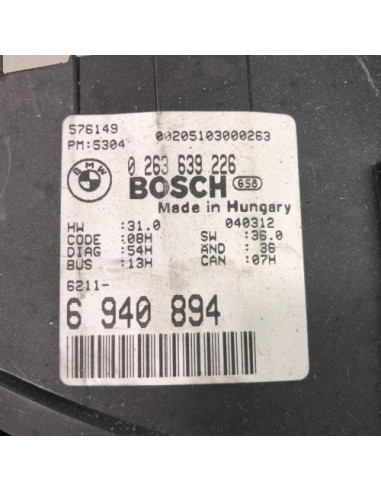 576149 00205103000263
PM:5304
BMW 0 263 639 226
BOSCH 658
Made in Hungary
HW :31.0 040312
CODE :08H SW :36.0
DIAG :54H ÄND : 36
BUS :13H CAN :07H
6211-
6 940 894